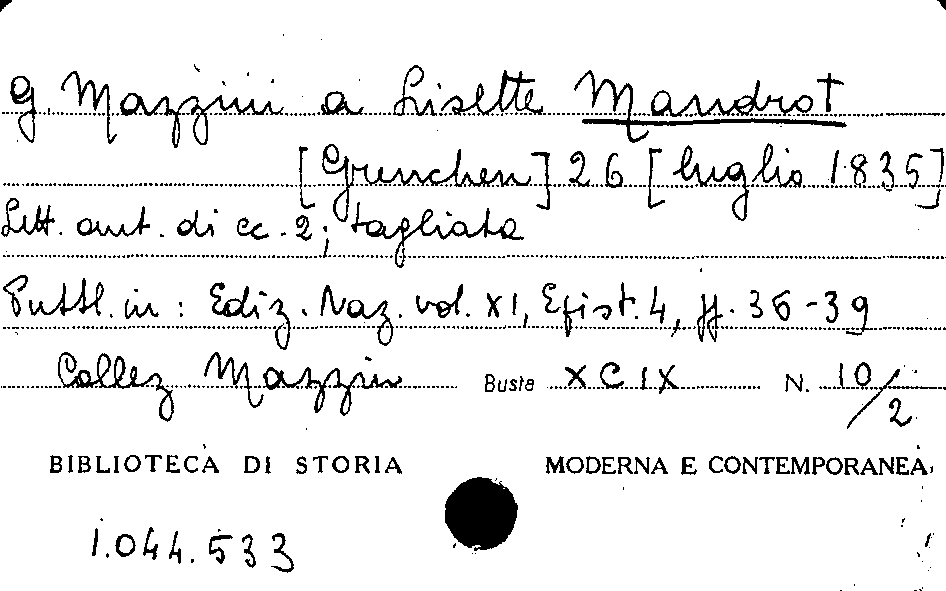 G. Mazzini a Lisette Mandrot
[Grenchen] 26 [luglio 1835]
Lett. aut. di cc. 2; tagliata
Pubbl. in: Ediz. Naz. vol. XI, Epist. 4, pp. 36-39
Collez Mazzini Busta XCIX N. 10/2
BIBLIOTECA DI STORIA MODERNA E CONTEMPORANEA
1.044.533